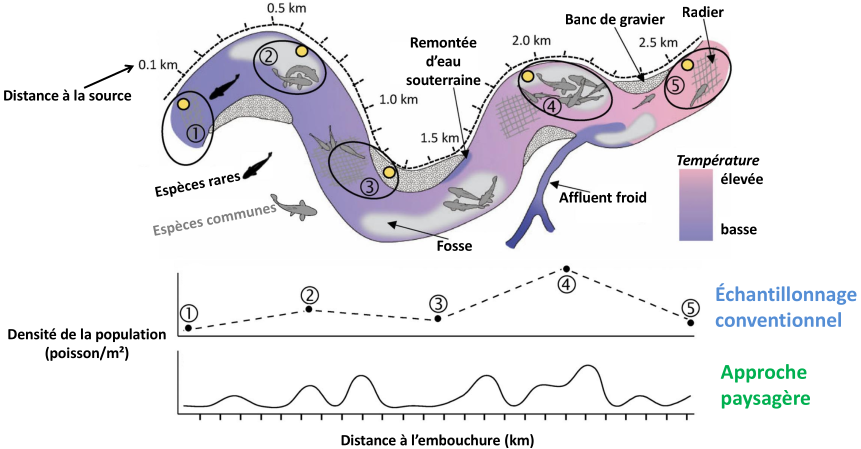 0.5 km
Banc de gravier
Radier
0.1 km
②
Remontée
d'eau
souterraine
2.0 km
2.5 km
Distance à la source
①
1.0 km
④
⑤
1.5 km
Espèces rares
③
Température
élevée
Espèces communes
Affluent froid
basse
Fosse
Densité de la population
(poisson/m²)
①
②
③
④
⑤
Échantillonnage
conventionnel
Approche
paysagère
Distance à l'embouchure (km)